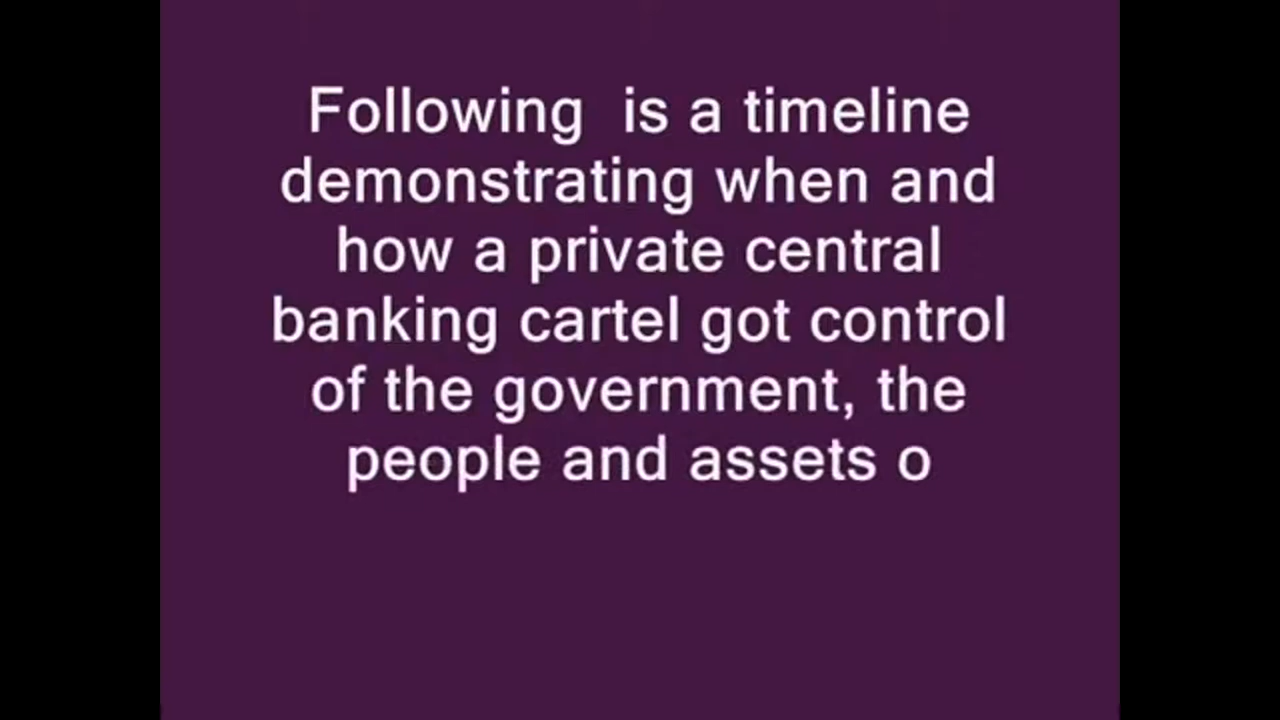 Following  is a timeline
demonstrating when and
how a private central
banking cartel got control
of the government, the
people and assets o